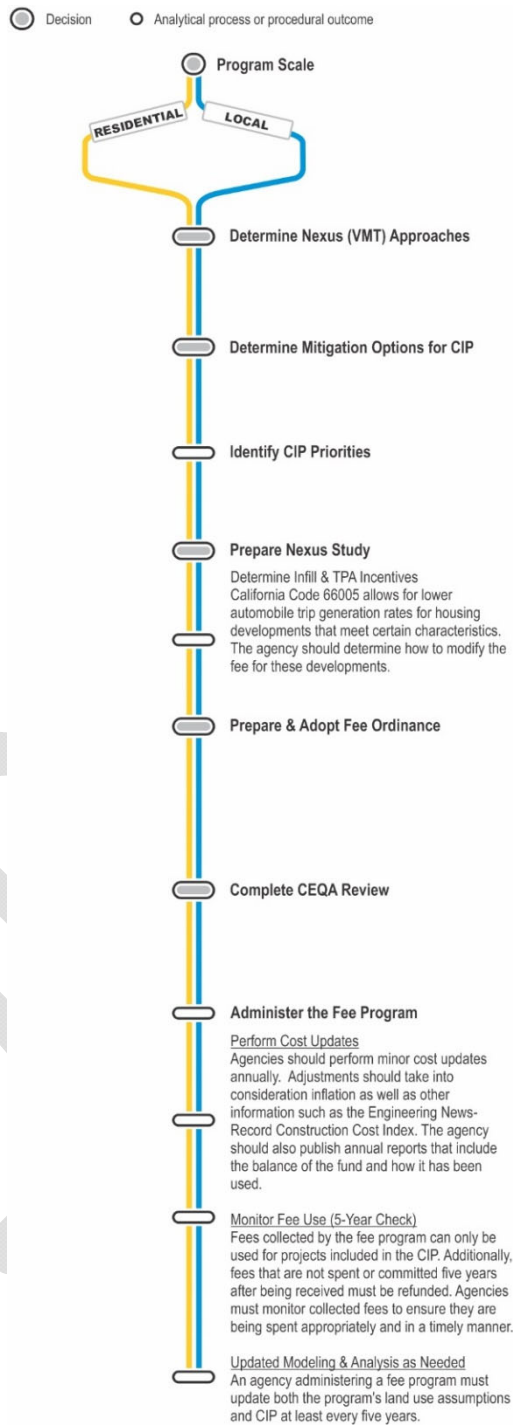 Decision
Analytical process or procedural outcome
Program Scale
RESIDENTIAL
LOCAL
Determine Nexus (VMT) Approaches
Determine Mitigation Options for CIP
Identify CIP Priorities
Prepare Nexus Study
Determine Infill & TPA Incentives
California Code 66005 allows for lower
automobile trip generation rates for housing
developments that meet certain characteristics.
The agency should determine how to modify the
fee for these developments.
Prepare & Adopt Fee Ordinance
Complete CEQA Review
Administer the Fee Program
Perform Cost Updates
Agencies should perform minor cost updates
annually. Adjustments should take into
consideration inflation as well as other
information such as the Engineering News-
Record Construction Cost Index. The agency
should also publish annual reports that include
the balance of the fund and how it has been
used.
Monitor Fee Use (5-Year Check)
Fees collected by the fee program can only be
used for projects included in the CIP. Additionally,
fees that are not spent or committed five years
after being received must be refunded. Agencies
must monitor collected fees to ensure they are
being spent appropriately and in a timely manner.
Updated Modeling & Analysis as Needed
An agency administering a fee program must
update both the program's land use assumptions
and CIP at least every five years.